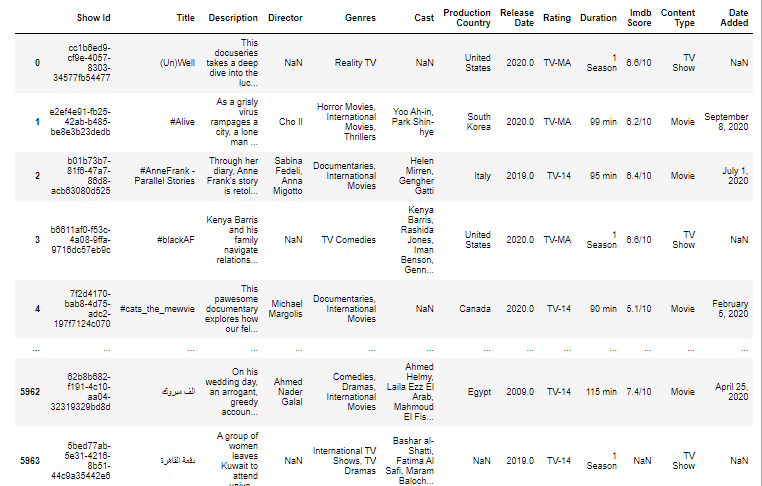 Show Id
Title
Description
Director
Genres
Cast
Production
Country
Release
Date
Rating
Duration
Imdb
Score
Content
Type
Date
Added
0
cc1b6ed9-
cf9e-4057-
8303-
34577fb54477
(Un)Well
This
docuseries
takes a deep
dive into the
luc...
NaN
Reality TV
NaN
United
States
2020.0
TV-MA
1
Season
6.6/10
TV
Show
NaN
1
e2ef4e91-fb25-
42ab-b485-
be8e3b23dedb
#Alive
As a grisly
virus
rampages a
city, a lone
man ...
Cho Il
Horror Movies,
International
Movies,
Thrillers
Yoo Ah-in,
Park Shin-
hye
South
Korea
2020.0
TV-MA
99 min
6.2/10
Movie
September
8, 2020
2
b01b73b7-
81f6-47a7-
86d8-
acb63080d525
#AnneFrank -
Parallel Stories
Through her
diary, Anne
Frank's story
is retol...
Sabina
Fedeli,
Anna
Migotto
Documentaries,
International
Movies
Helen
Mirren,
Gengher
Gatti
Italy
2019.0
TV-14
95 min
6.4/10
Movie
July 1,
2020
3
b6611af0-f53c-
4a08-9ffa-
9716dc57eb9c
#blackAF
Kenya Barris
and his
family
navigate
relations...
NaN
TV Comedies
Kenya
Barris,
Rashida
Jones,
Iman
Benson,
Genn...
United
States
2020.0
TV-MA
1
Season
6.6/10
TV
Show
NaN
4
7f2d4170-
bab8-4d75-
adc2-
197f7124c070
#cats_the_mewvie
This
pawesome
documentary
explores how
our fel...
Michael
Margolis
Documentaries,
International
Movies
NaN
Canada
2020.0
TV-14
90 min
5.1/10
Movie
February
5, 2020
...
...
...
...
...
...
...
...
...
...
...
...
...
...
5962
62b8b682-
f191-4c10-
aa04-
32319329bd8d
الف مبروك
On his
wedding day,
an arrogant,
greedy
accoun...
Ahmed
Nader
Galal
Comedies,
Dramas,
International
Movies
Ahmed
Helmy,
Laila Ezz El
Arab,
Mahmoud
El Fis...
Egypt
2009.0
TV-14
115 min
7.4/10
Movie
April 25,
2020
5963
5bed77ab-
5e31-4216-
8b51-
44c9a35442e6
دفعة القاهرة
A group of
women
leaves
Kuwait to
attend
NaN
International TV
Shows, TV
Dramas
Bashar al-
Shatti,
Fatima Al
Safi, Maram
Baloch...
NaN
2019.0
TV-14
1
Season
NaN
TV
Show
NaN